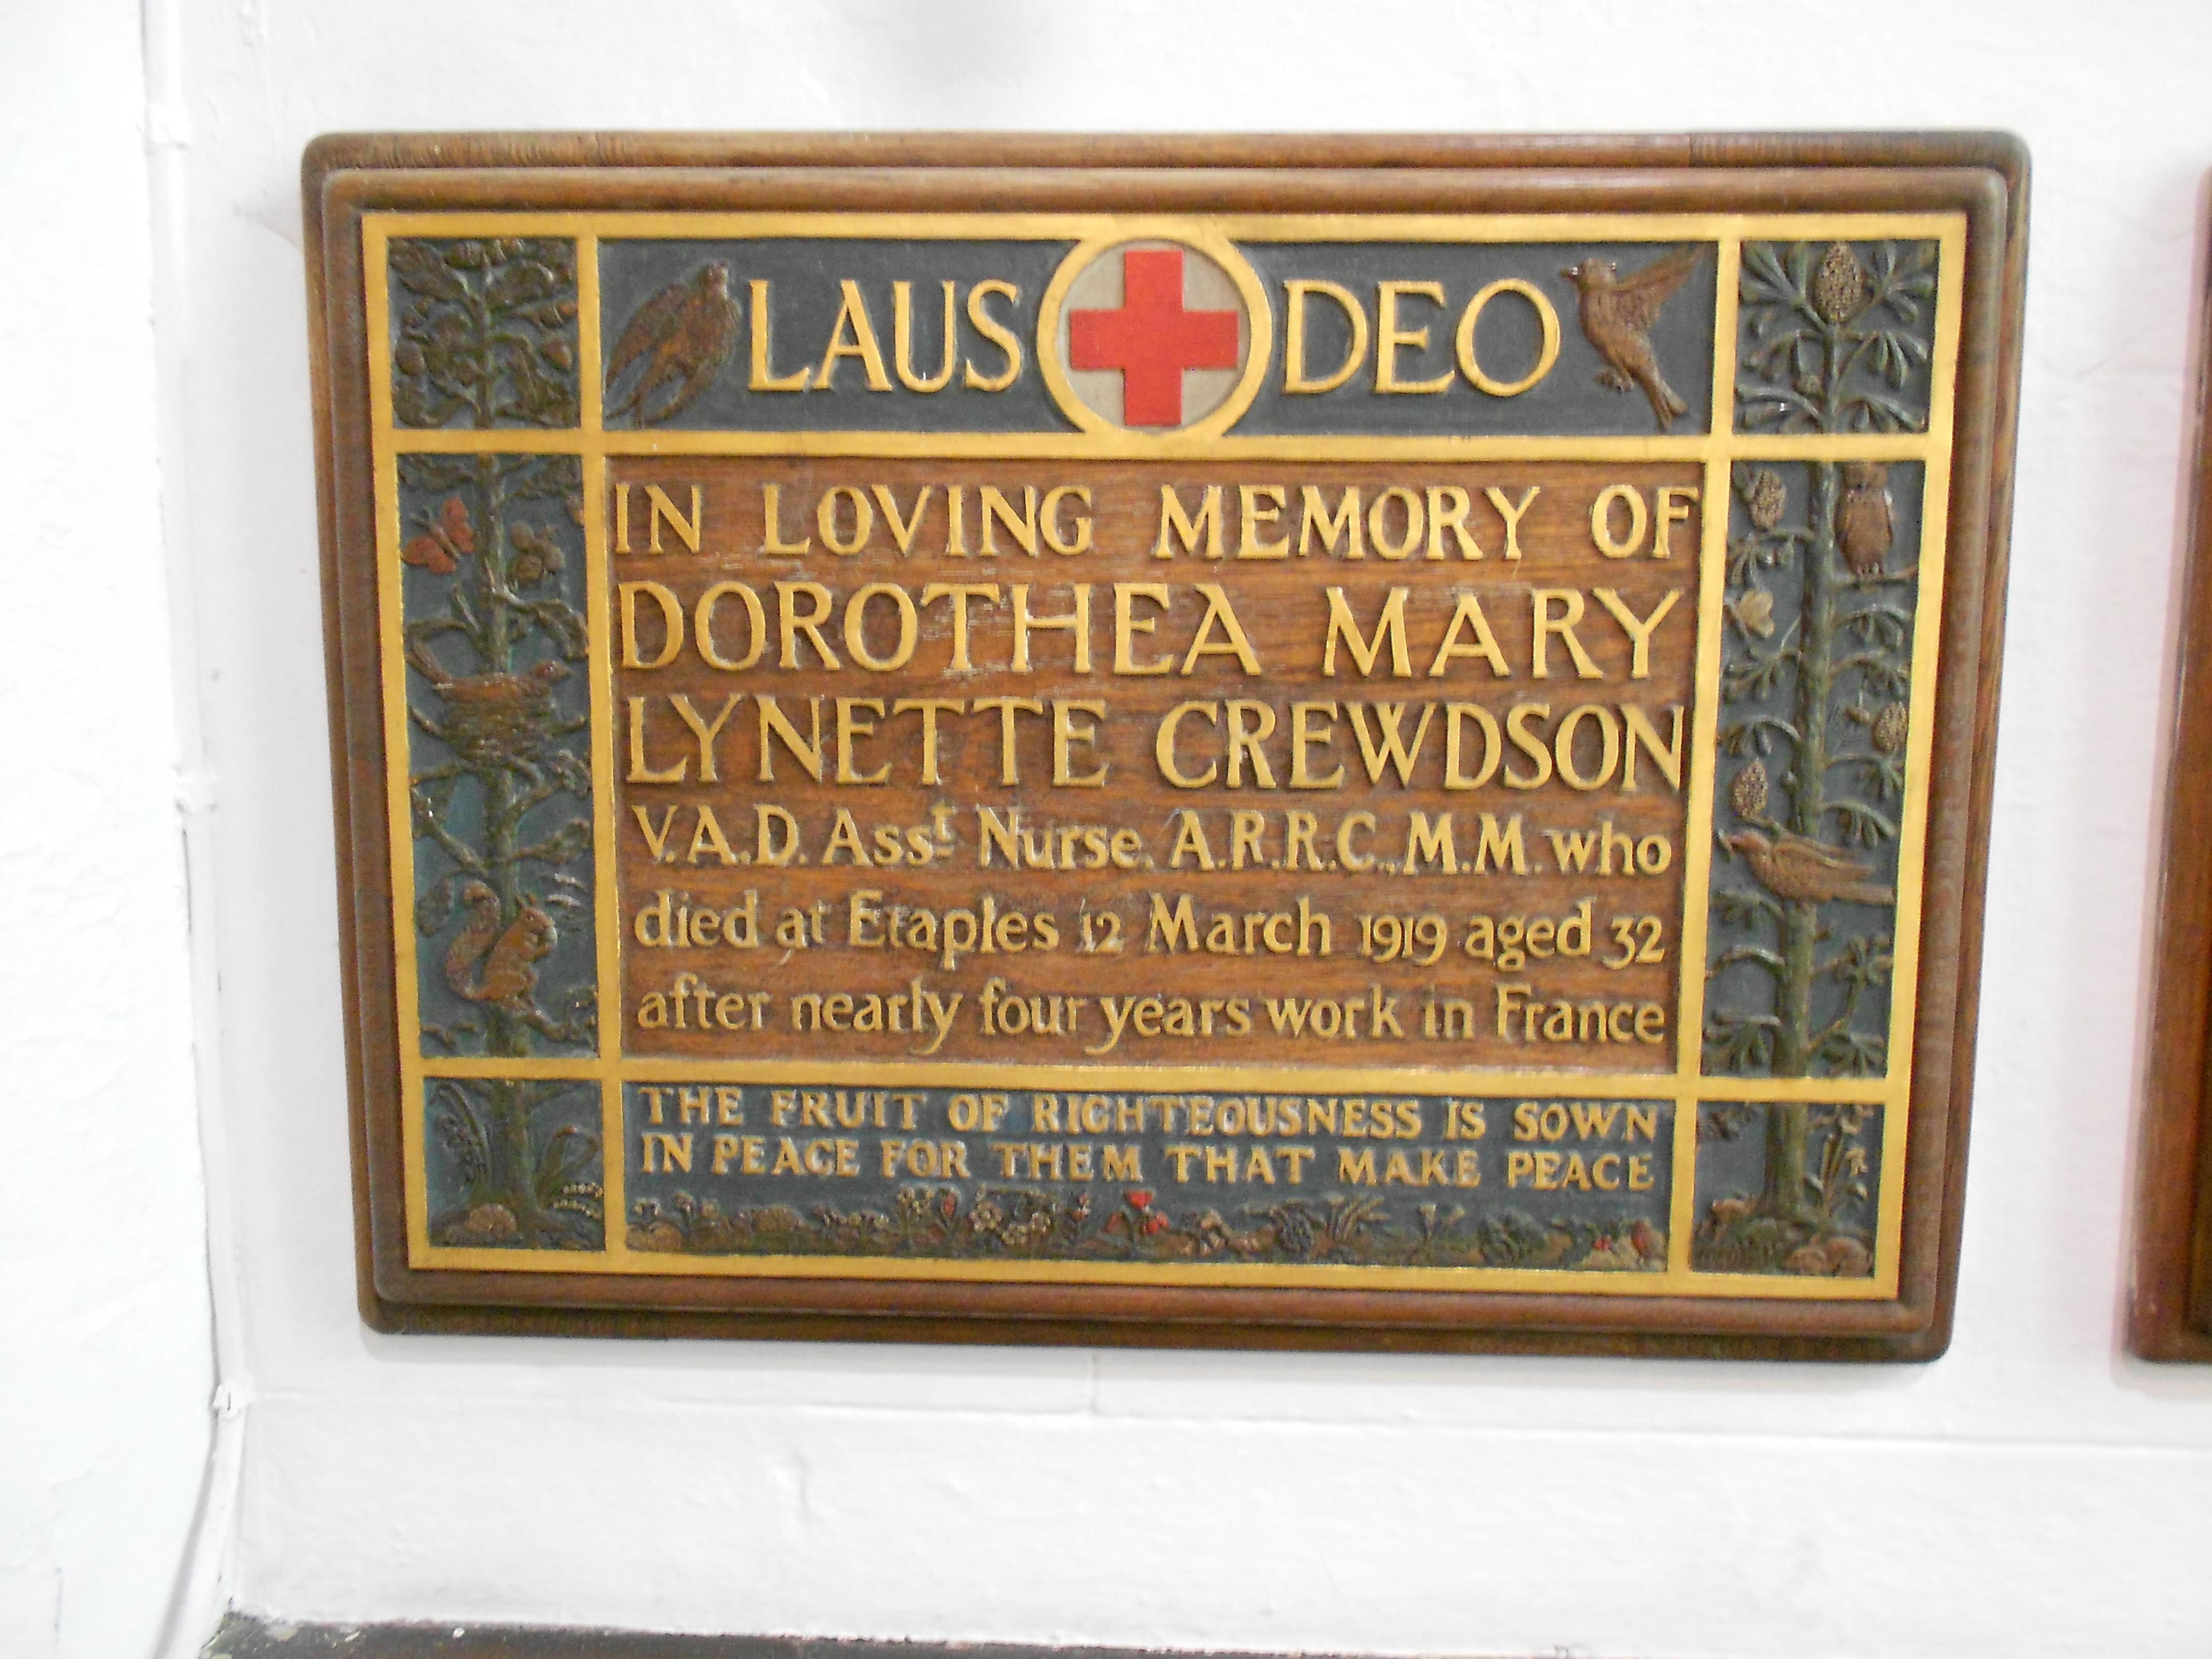 LAUS DEO
IN LOVING MEMORY OF
DOROTHEA MARY
LYNETTE CREWDSON
V.A.D. Asst Nurse. A.R.R.C., M.M. who
died at Etaples 12 March 1919 aged 32
after nearly four years work in France
THE FRUIT OF RIGHTEOUSNESS IS SOWN
IN PEACE FOR THEM THAT MAKE PEACE